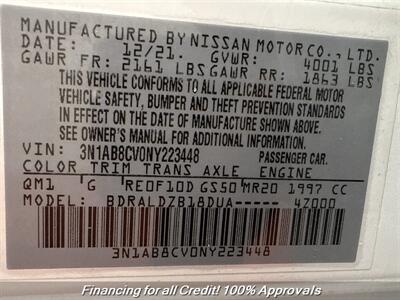 MANUFACTURED BY NISSAN MOTOR CO., LTD.
DATE: 12/21. GVWR: 4001 LBS
GAWR FR: 2161 LBS GAWR RR: 1863 LBS
THIS VEHICLE CONFORMS TO ALL APPLICABLE FEDERAL MOTOR
VEHICLE SAFETY, BUMPER AND THEFT PREVENTION STANDARDS
IN EFFECT ON THE DATE OF MANUFACTURE SHOWN ABOVE.
SEE OWNER'S MANUAL FOR ADDITIONAL INFORMATION.
VIN: 3N1AB8CV0NY223448 PASSENGER CAR.
COLOR TRIM TRANS AXLE ENGINE
QM1 G RE0F10D GS50 MR20 1997 CC
MODEL: BDRALDZB18DUA----- 47000
3N1AB8CV0NY223448
Financing for all Credit! 100% Approvals